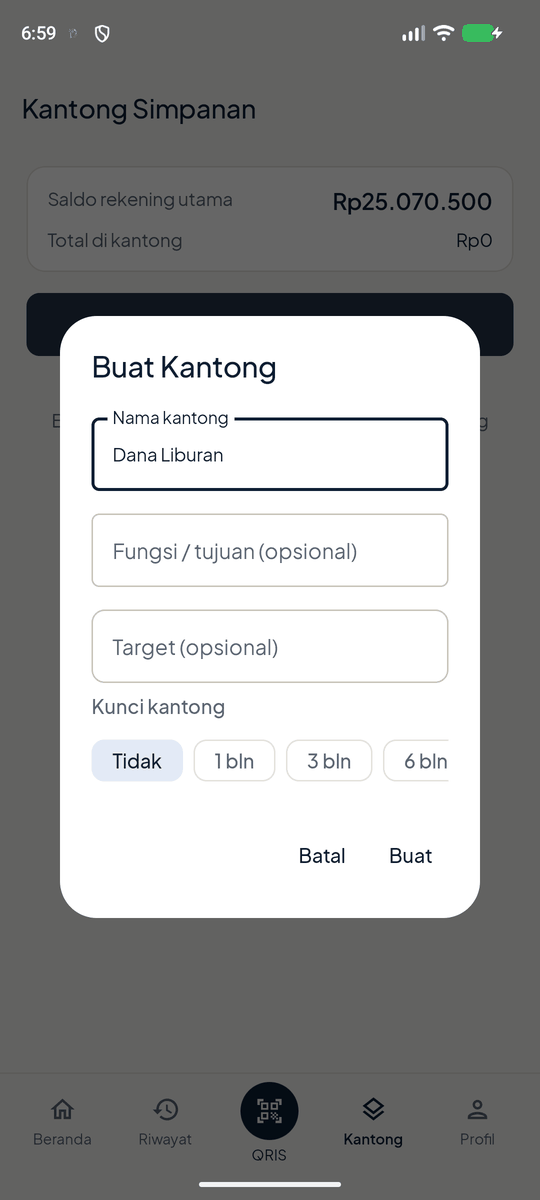 6:59
Kantong Simpanan
Saldo rekening utama Rp25.070.500
Total di kantong Rp0
Buat Kantong
Nama kantong
Dana Liburan
Fungsi / tujuan (opsional)
Target (opsional)
Kunci kantong
Tidak 1 bln 3 bln 6 bln
Batal Buat
Beranda Riwayat QRIS Kantong Profil